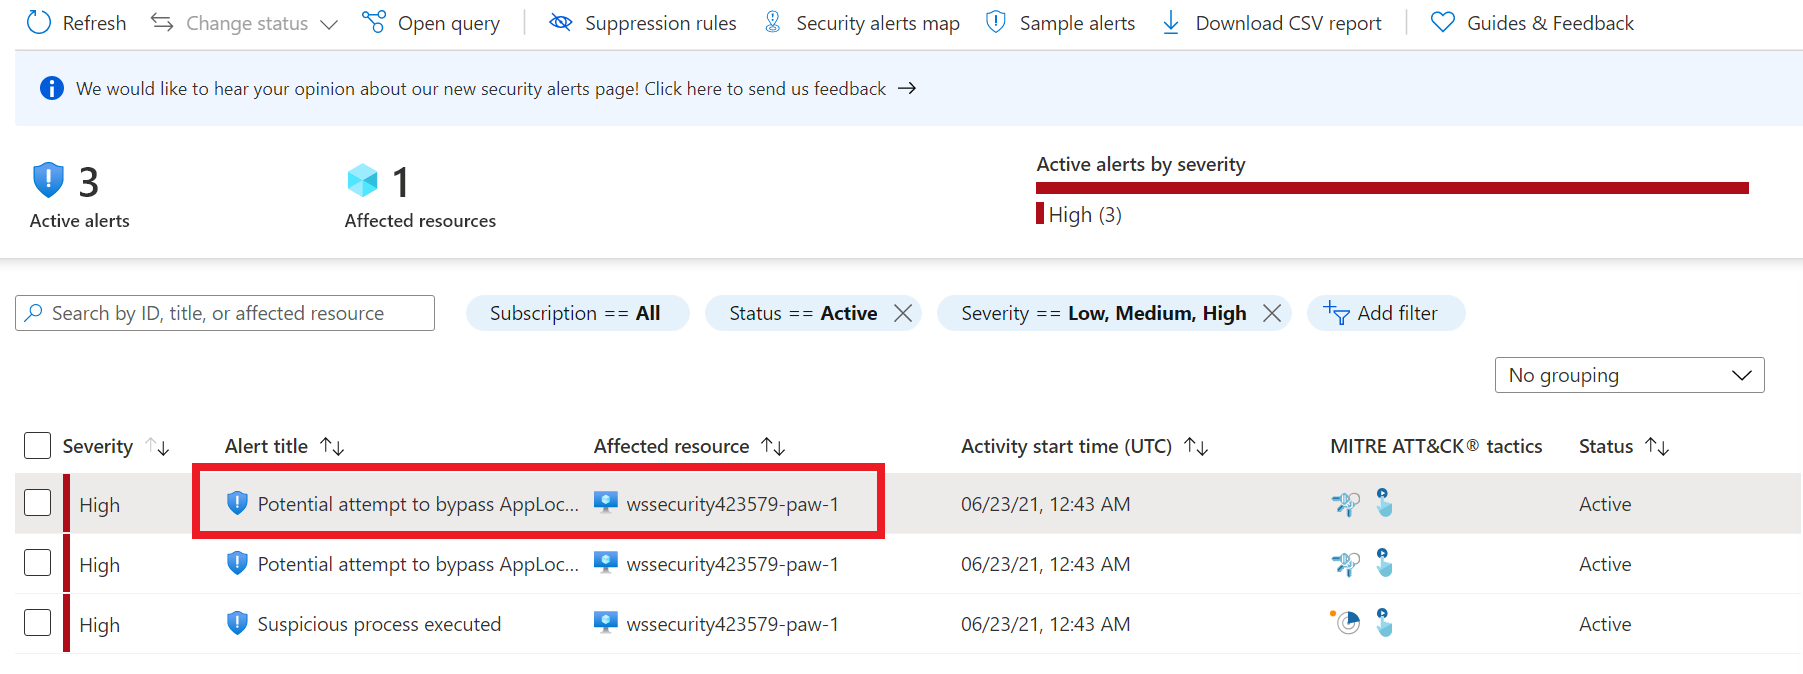 Refresh Change status Open query Suppression rules Security alerts map Sample alerts Download CSV report Guides & Feedback
We would like to hear your opinion about our new security alerts page! Click here to send us feedback →
3 1
Active alerts Affected resources
Active alerts by severity
High (3)
Search by ID, title, or affected resource Subscription == All Status == Active Severity == Low, Medium, High Add filter
No grouping
Severity ↑↓ Alert title ↑↓ Affected resource ↑↓ Activity start time (UTC) ↑↓ MITRE ATT&CK® tactics Status ↑↓
High Potential attempt to bypass AppLoc... wssecurity423579-paw-1 06/23/21, 12:43 AM Active
High Potential attempt to bypass AppLoc... wssecurity423579-paw-1 06/23/21, 12:43 AM Active
High Suspicious process executed wssecurity423579-paw-1 06/23/21, 12:43 AM Active